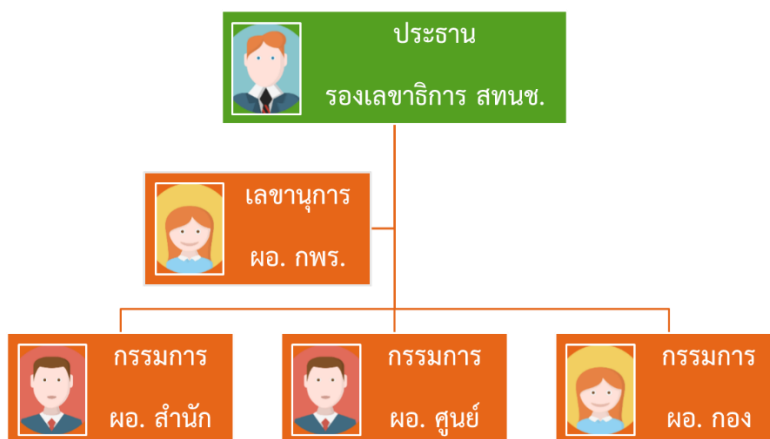 ประธาน
รองเลขาธิการ สทนช.
เลขานุการ
ผอ. กพร.
กรรมการ
ผอ. สำนัก
กรรมการ
ผอ. ศูนย์
กรรมการ
ผอ. กอง